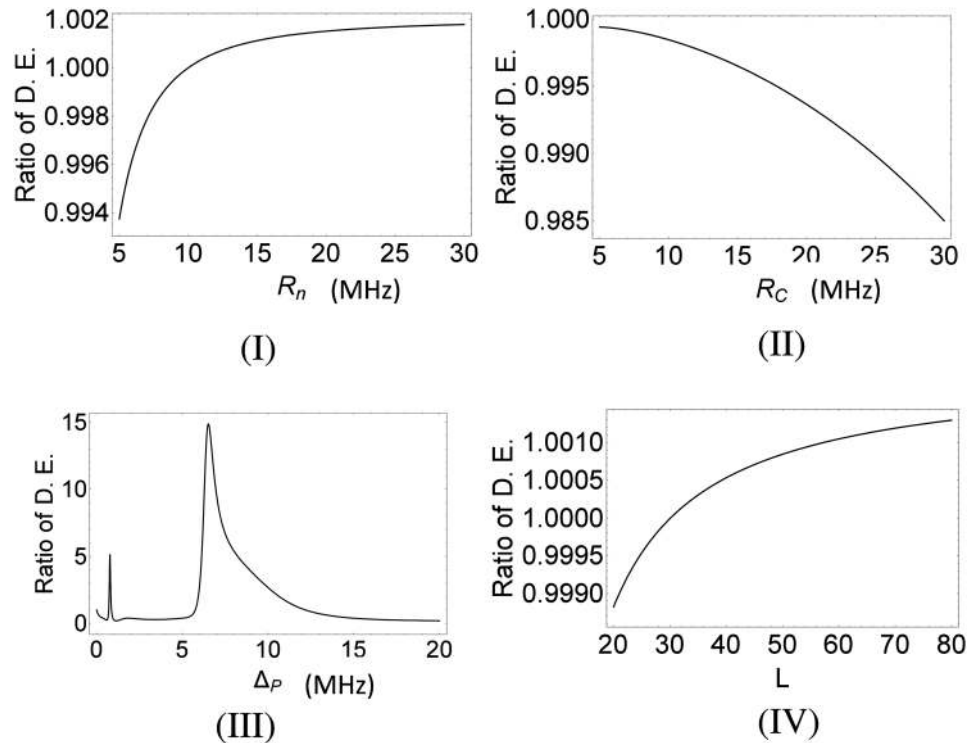 1.002
1.000
0.998
0.996
0.994
Ratio of D. E.
5 10 15 20 25 30
Rn (MHz)
(I)
1.000
0.995
0.990
0.985
Ratio of D. E.
5 10 15 20 25 30
RC (MHz)
(II)
15
10
5
0
Ratio of D. E.
0 5 10 15 20
ΔP (MHz)
(III)
1.0010
1.0005
1.0000
0.9995
0.9990
Ratio of D. E.
20 30 40 50 60 70 80
L
(IV)